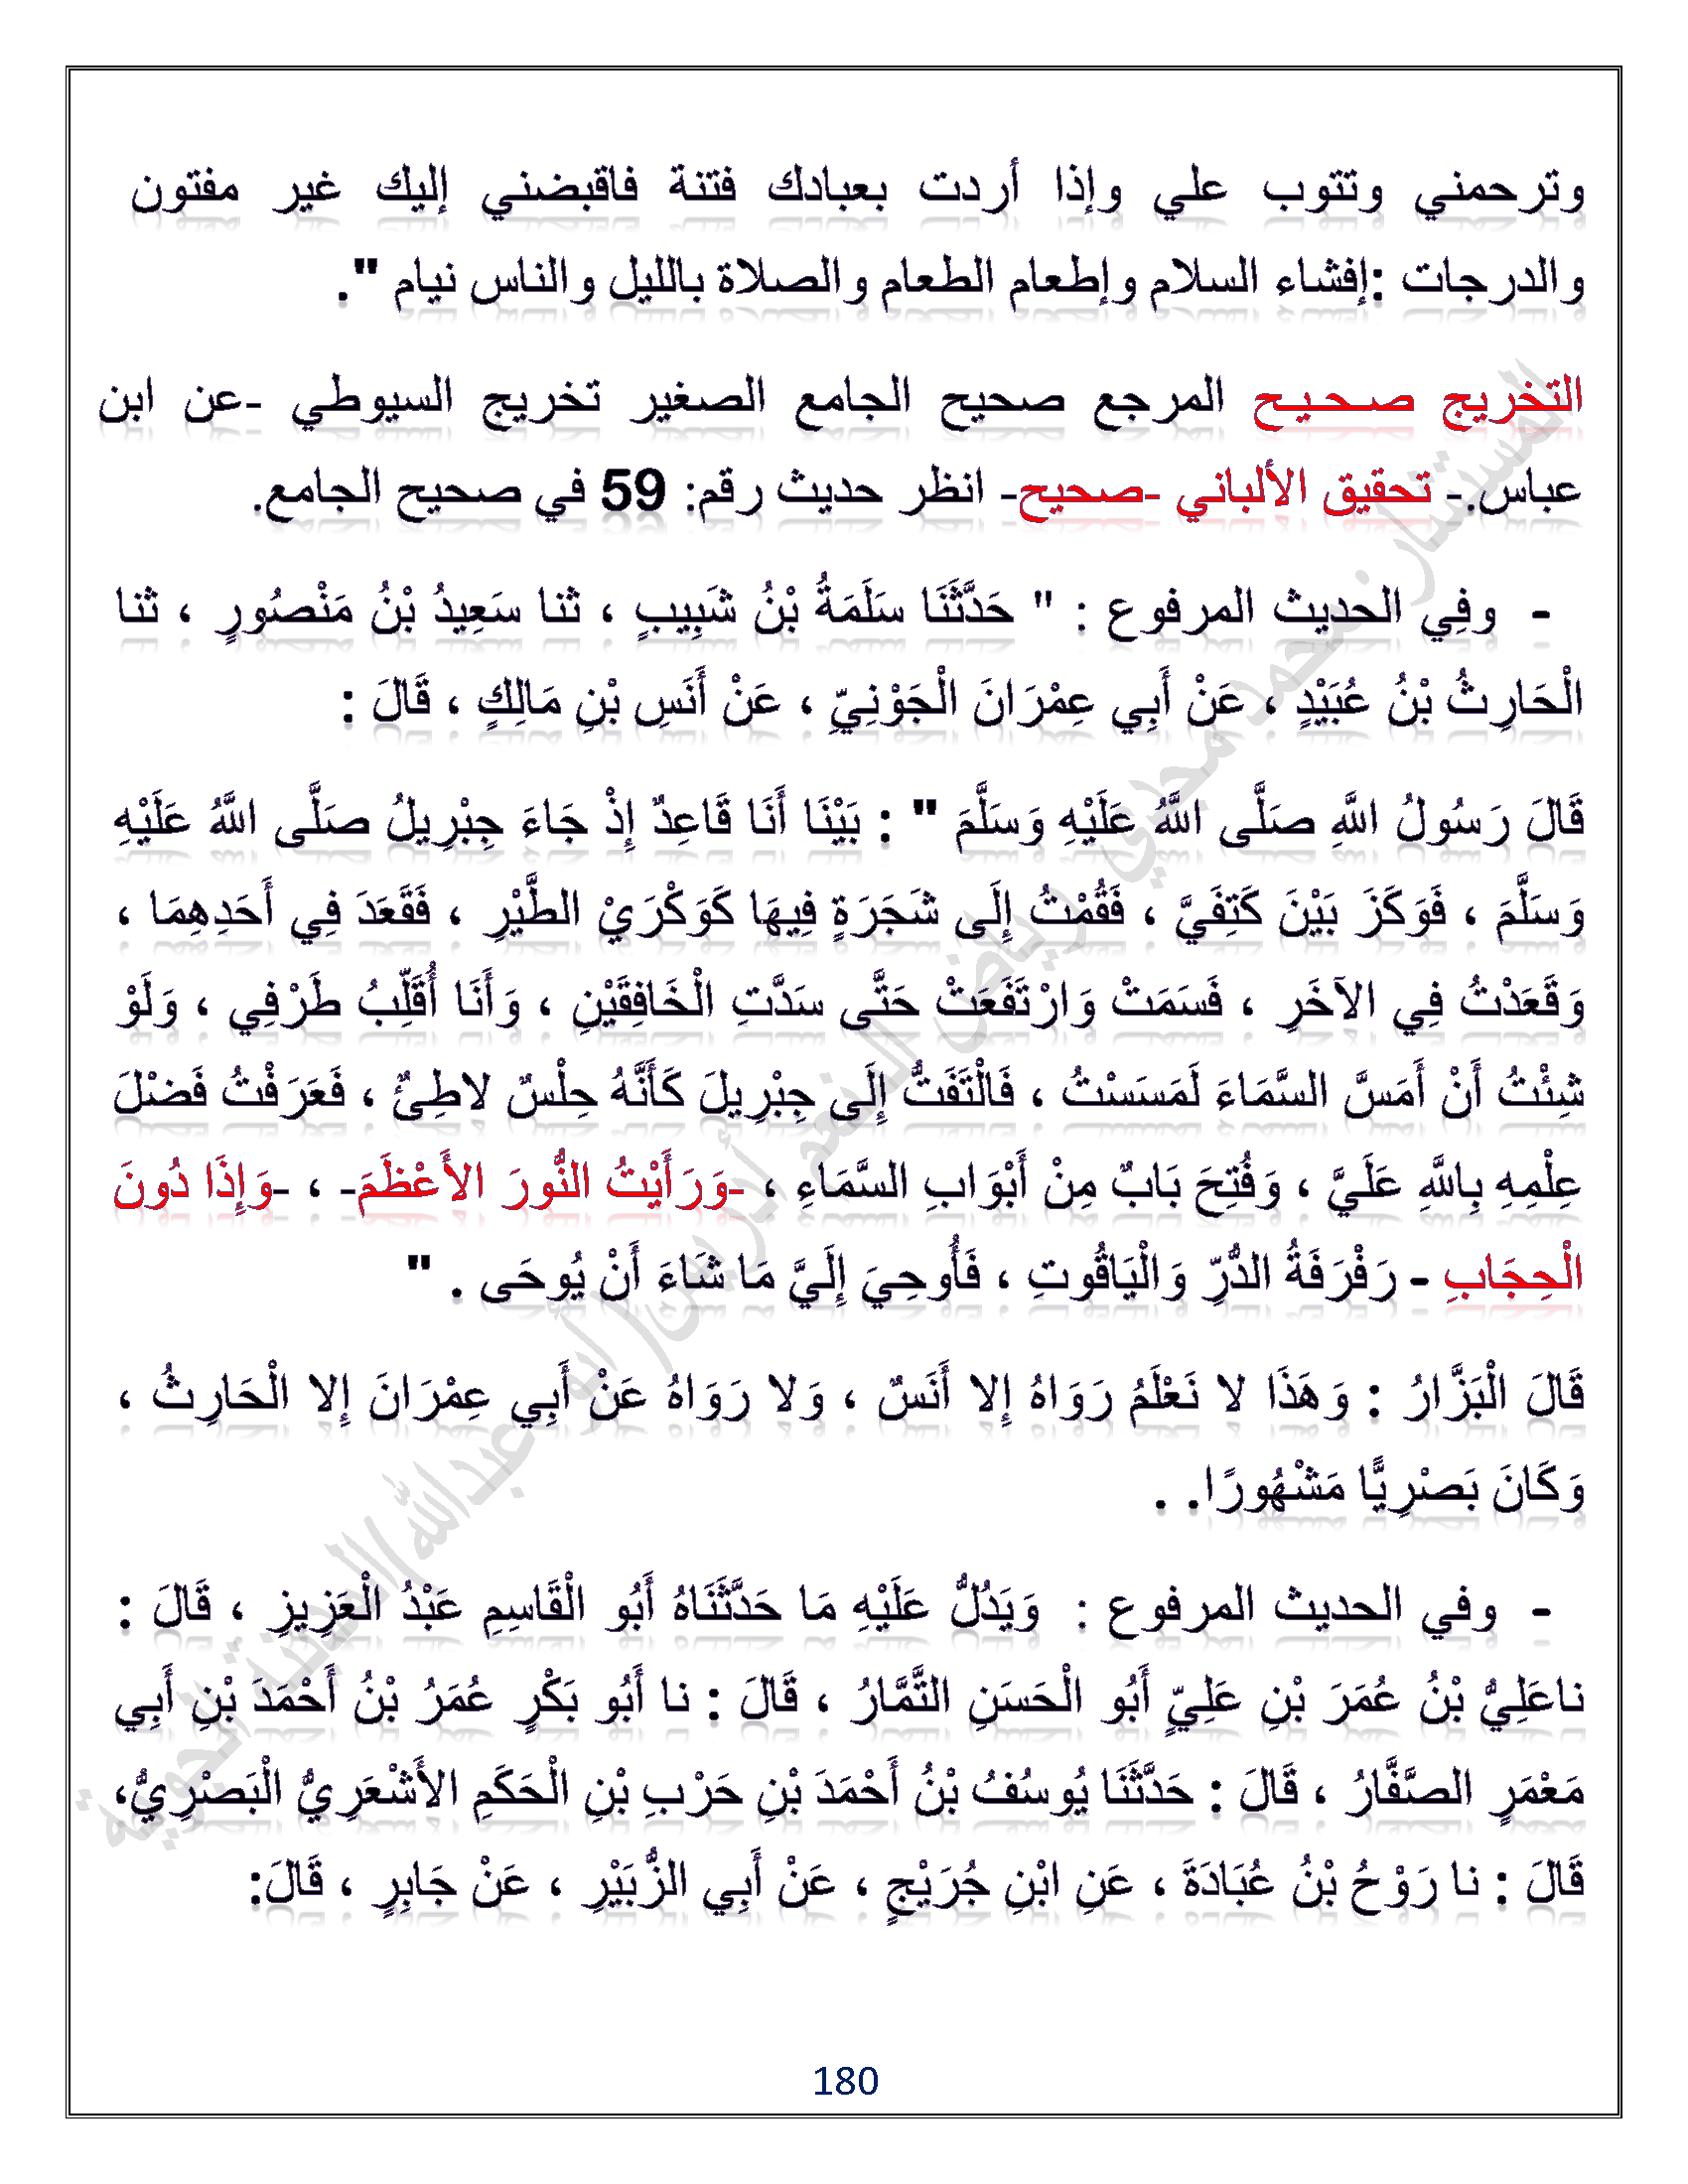 وترحمني وتتوب علي وإذا أردت بعبادك فتنة فاقبضني إليك غير مفتون
والدرجات :إفشاء السلام وإطعام الطعام والصلاة بالليل والناس نيام ".
التخريج صـحـيـح المرجع صحيح الجامع الصغير تخريج السيوطي -عن ابن
عباس.- تحقيق الألباني -صحيح- انظر حديث رقم: 59 في صحيح الجامع.
- وفِي الحديث المرفوع : " حَدَّثَنَا سَلَمَةُ بْنُ شَبِيبٍ ، ثنا سَعِيدُ بْنُ مَنْصُورٍ ، ثنا
الْحَارِثُ بْنُ عُبَيْدٍ ، عَنْ أَبِي عِمْرَانَ الْجَوْنِيِّ ، عَنْ أَنَسِ بْنِ مَالِكٍ ، قَالَ :
قَالَ رَسُولُ اللَّهِ صَلَّى اللَّهُ عَلَيْهِ وَسَلَّمَ " : بَيْنَا أَنَا قَاعِدٌ إِذْ جَاءَ جِبْرِيلُ صَلَّى اللَّهُ عَلَيْهِ
وَسَلَّمَ ، فَوَكَزَ بَيْنَ كَتِفَيَّ ، فَقُمْتُ إِلَى شَجَرَةٍ فِيهَا كَوَكْرَيْ الطَّيْرِ ، فَقَعَدَ فِي أَحَدِهِمَا ،
وَقَعَدْتُ فِي الآخَرِ ، فَسَمَتْ وَارْتَفَعَتْ حَتَّى سَدَّتِ الْخَافِقَيْنِ ، وَأَنَا أُقَلِّبُ طَرْفِي ، وَلَوْ
شِئْتُ أَنْ أَمَسَّ السَّمَاءَ لَمَسَسْتُ ، فَالْتَفَتُّ إِلَى جِبْرِيلَ كَأَنَّهُ حِلْسٌ لاطِئٌ ، فَعَرَفْتُ فَضْلَ
عِلْمِهِ بِاللَّهِ عَلَيَّ ، وَفُتِحَ بَابٌ مِنْ أَبْوَابِ السَّمَاءِ ، -وَرَأَيْتُ النُّورَ الأَعْظَمَ- ، -وَإِذَا دُونَ
الْحِجَابِ - رَفْرَفَةُ الدُّرِّ وَالْيَاقُوتِ ، فَأُوحِيَ إِلَيَّ مَا شَاءَ أَنْ يُوحَى . "
قَالَ الْبَزَّارُ : وَهَذَا لا نَعْلَمُ رَوَاهُ إِلا أَنَسٌ ، وَلا رَوَاهُ عَنْ أَبِي عِمْرَانَ إِلا الْحَارِثُ ،
وَكَانَ بَصْرِيًّا مَشْهُورًا. .
- وفي الحديث المرفوع : وَيَدُلُّ عَلَيْهِ مَا حَدَّثَنَاهُ أَبُو الْقَاسِمِ عَبْدُ الْعَزِيزِ ، قَالَ :
ناعَلِيُّ بْنُ عُمَرَ بْنِ عَلِيٍّ أَبُو الْحَسَنِ التَّمَّارُ ، قَالَ : نا أَبُو بَكْرٍ عُمَرُ بْنُ أَحْمَدَ بْنِ أَبِي
مَعْمَرٍ الصَّفَّارُ ، قَالَ : حَدَّثَنَا يُوسُفُ بْنُ أَحْمَدَ بْنِ حَرْبِ بْنِ الْحَكَمِ الأَشْعَرِيُّ الْبَصْرِيُّ،
قَالَ : نا رَوْحُ بْنُ عُبَادَةَ ، عَنِ ابْنِ جُرَيْجٍ ، عَنْ أَبِي الزُّبَيْرِ ، عَنْ جَابِرٍ ، قَالَ:
180